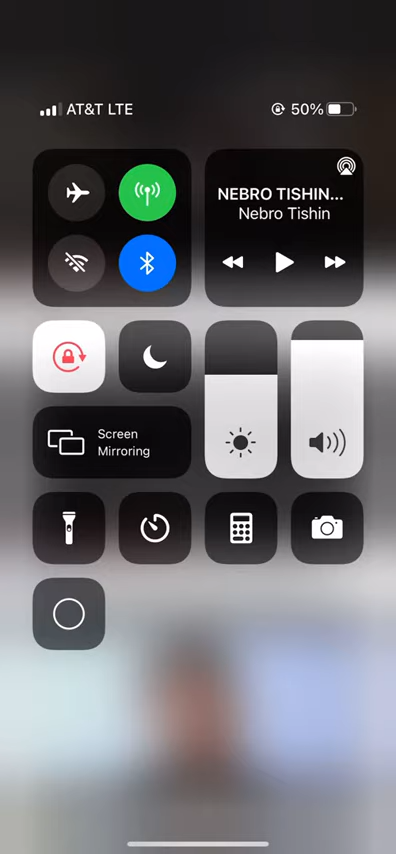 AT&T LTE
50%
NEBRO TISHIN...
Nebro Tishin
Screen
Mirroring